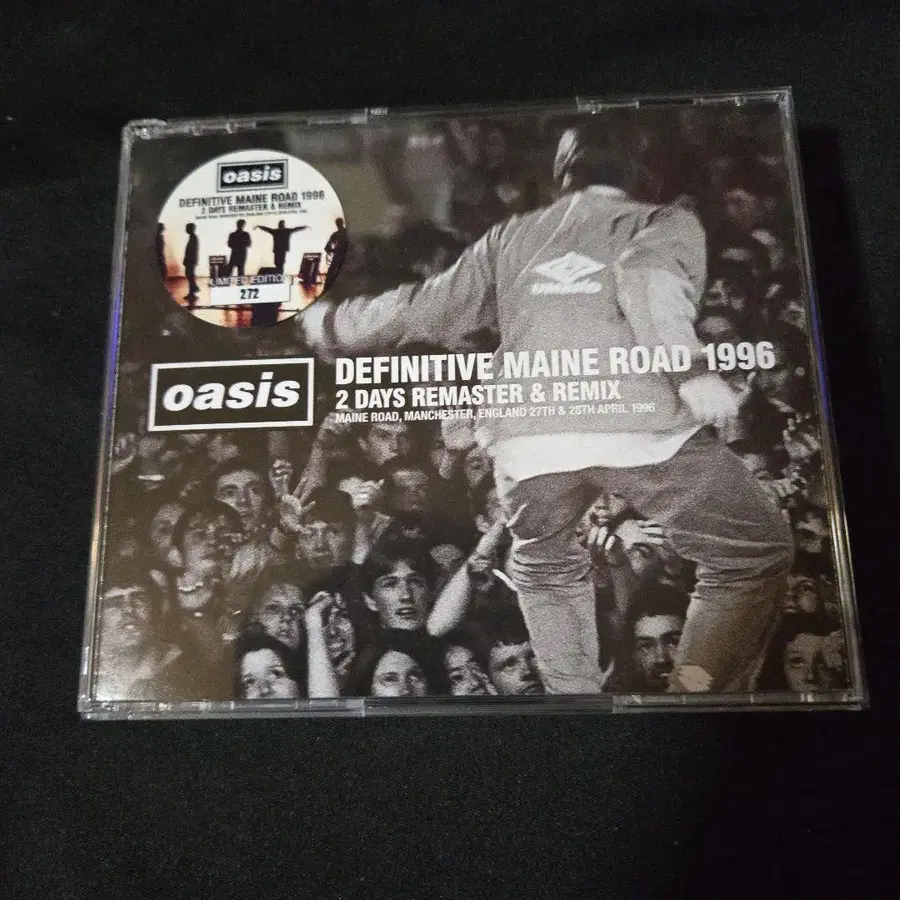 oasis
DEFINITIVE MAINE ROAD 1996
2 DAYS REMASTER & REMIX
LIMITED EDITION
272
oasis
DEFINITIVE MAINE ROAD 1996
2 DAYS REMASTER & REMIX
MAINE ROAD, MANCHESTER, ENGLAND 27TH & 28TH APRIL 1996